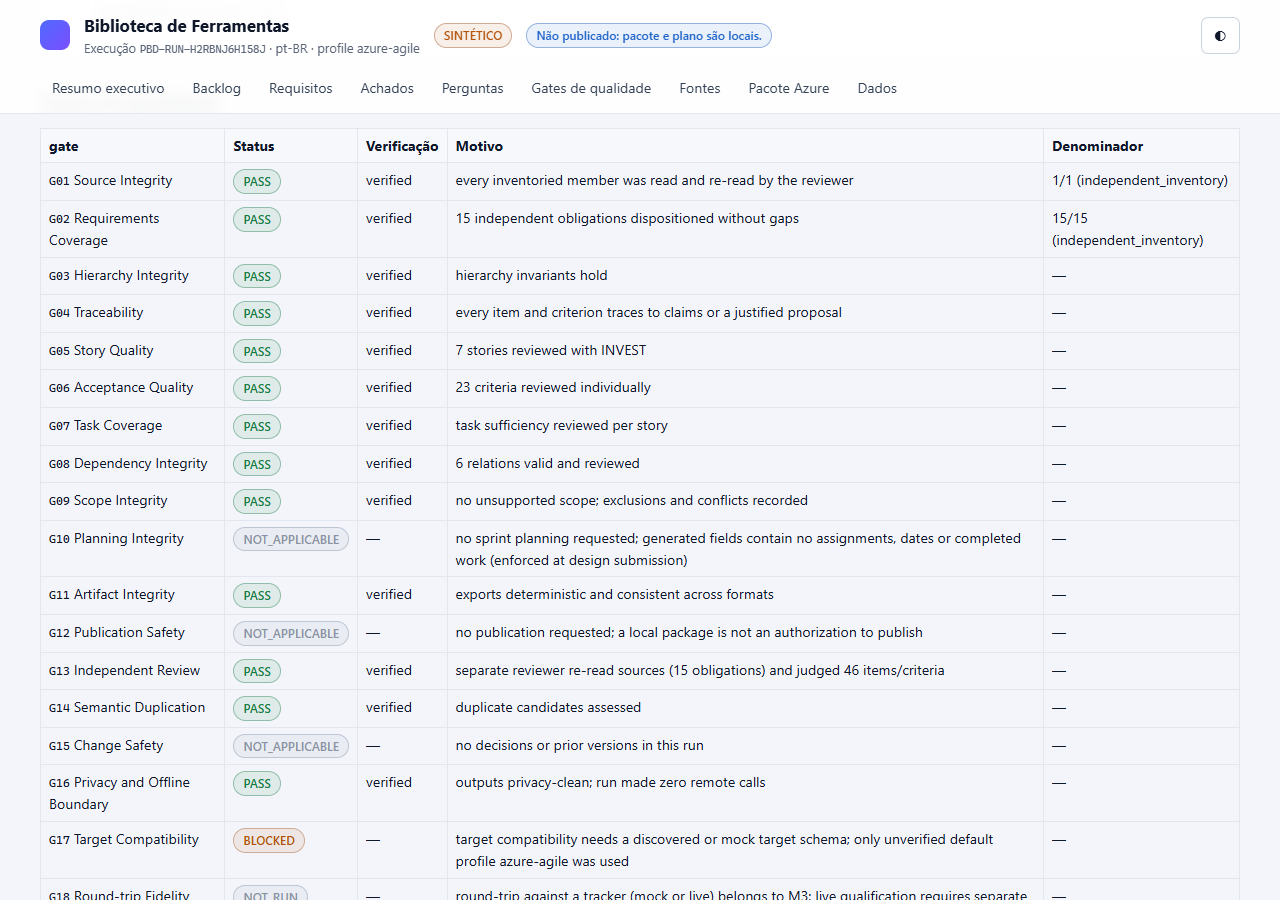 Biblioteca de Ferramentas
Execução PBD-RUN-H2RBNJ6H158J · pt-BR · profile azure-agile
SINTÉTICO
Não publicado: pacote e plano são locais.
Resumo executivo Backlog Requisitos Achados Perguntas Gates de qualidade Fontes Pacote Azure Dados
gate Status Verificação Motivo Denominador
G01 Source Integrity PASS verified every inventoried member was read and re-read by the reviewer 1/1 (independent_inventory)
G02 Requirements Coverage PASS verified 15 independent obligations dispositioned without gaps 15/15 (independent_inventory)
G03 Hierarchy Integrity PASS verified hierarchy invariants hold —
G04 Traceability PASS verified every item and criterion traces to claims or a justified proposal —
G05 Story Quality PASS verified 7 stories reviewed with INVEST —
G06 Acceptance Quality PASS verified 23 criteria reviewed individually —
G07 Task Coverage PASS verified task sufficiency reviewed per story —
G08 Dependency Integrity PASS verified 6 relations valid and reviewed —
G09 Scope Integrity PASS verified no unsupported scope; exclusions and conflicts recorded —
G10 Planning Integrity NOT_APPLICABLE — no sprint planning requested; generated fields contain no assignments, dates or completed work (enforced at design submission) —
G11 Artifact Integrity PASS verified exports deterministic and consistent across formats —
G12 Publication Safety NOT_APPLICABLE — no publication requested; a local package is not an authorization to publish —
G13 Independent Review PASS verified separate reviewer re-read sources (15 obligations) and judged 46 items/criteria —
G14 Semantic Duplication PASS verified duplicate candidates assessed —
G15 Change Safety NOT_APPLICABLE — no decisions or prior versions in this run —
G16 Privacy and Offline Boundary PASS verified outputs privacy-clean; run made zero remote calls —
G17 Target Compatibility BLOCKED — target compatibility needs a discovered or mock target schema; only unverified default profile azure-agile was used —
G18 Round-trip Fidelity NOT_RUN round-trip against a tracker (mock or live) belongs to M3; live qualification requires separate